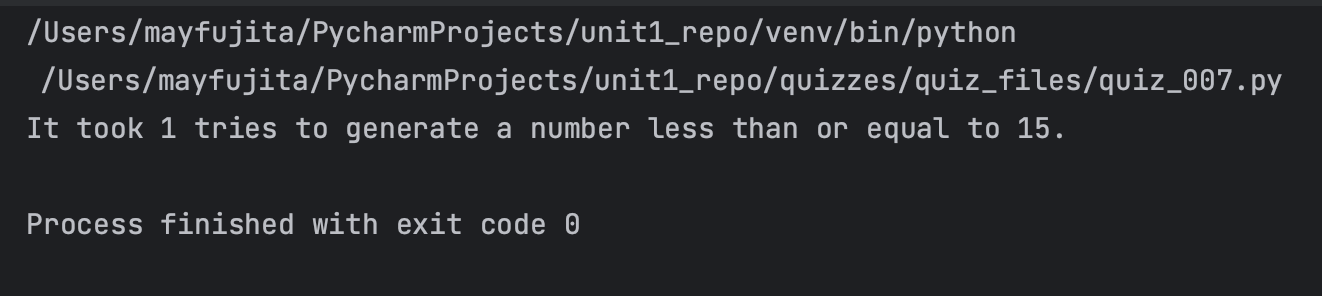 /Users/mayfujita/PycharmProjects/unit1_repo/venv/bin/python
/Users/mayfujita/PycharmProjects/unit1_repo/quizzes/quiz_files/quiz_007.py
It took 1 tries to generate a number less than or equal to 15.
Process finished with exit code 0